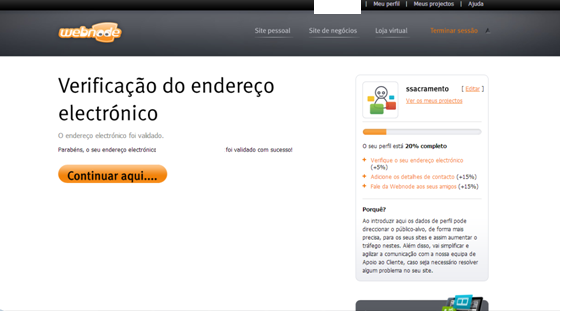 | Meu perfil | Meus projectos | Ajuda
webnode
Site pessoal Site de negócios Loja virtual Terminar sessão
Verificação do endereço
electrónico
O endereço electrónico foi validado.
Parabéns, o seu endereço electrónico foi validado com sucesso!
Continuar aqui....
ssacramento [ Editar ]
Ver os meus projectos
O seu perfil está 20% completo
Verifique o seu endereço electrónico
(+5%)
Adicione os detalhes de contacto (+15%)
Fale da Webnode aos seus amigos (+15%)
Porquê?
Ao introduzir aqui os dados de perfil pode
direccionar o público-alvo, de forma mais
precisa, para os seus sites e assim aumentar o
tráfego nestes. Além disso, vai simplificar e
agilizar a comunicação com a nossa equipa de
Apoio ao Cliente, caso seja necessário resolver
algum problema no seu site.